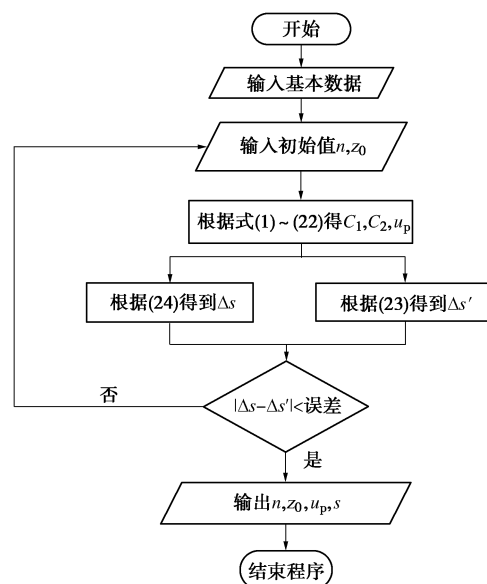 开始
输入基本数据
输入初始值n,z₀
根据式(1)~(22)得C₁,C₂,uₚ
根据(24)得到Δs
根据(23)得到Δs′
否
|Δs−Δs′|<误差
是
输出n,z₀,uₚ,s
结束程序